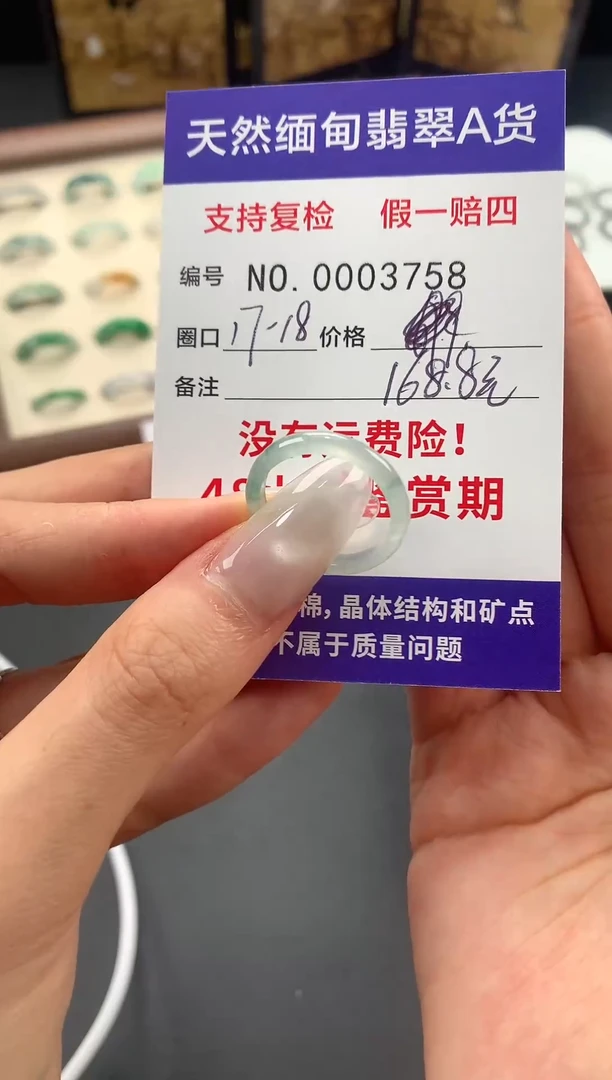 天然缅甸翡翠A货
支持复检 假一赔四
编号 NO.0003758
圈口 17-18 价格
备注 168.8元
没有运费险！
48 赏期
棉，晶体结构和矿点
不属于质量问题